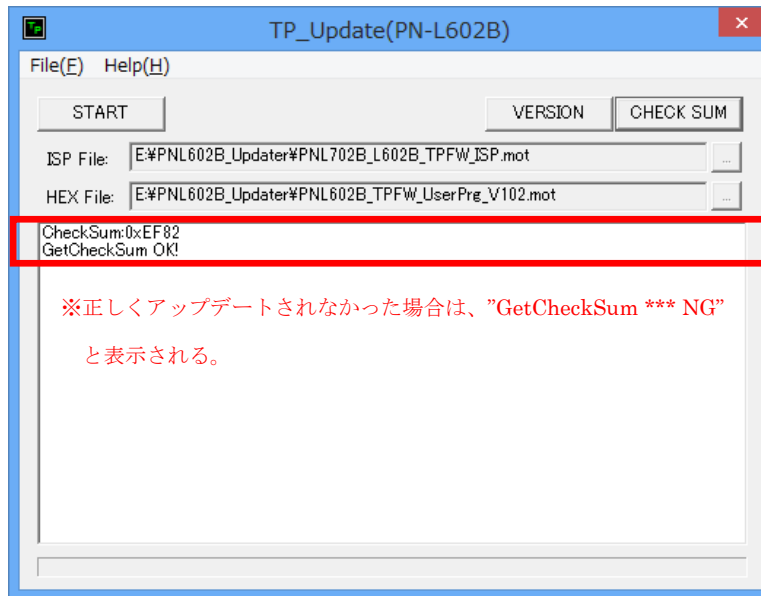 TP
TP_Update(PN-L602B)
×
File(F) Help(H)
START VERSION CHECK SUM
ISP File: E:¥PNL602B_Updater¥PNL702B_L602B_TPFW_ISP.mot ...
HEX File: E:¥PNL602B_Updater¥PNL602B_TPFW_UserPrg_V102.mot ...
CheckSum:0xEF82
GetCheckSum OK!
※正しくアップデートされなかった場合は、”GetCheckSum *** NG”
と表示される。